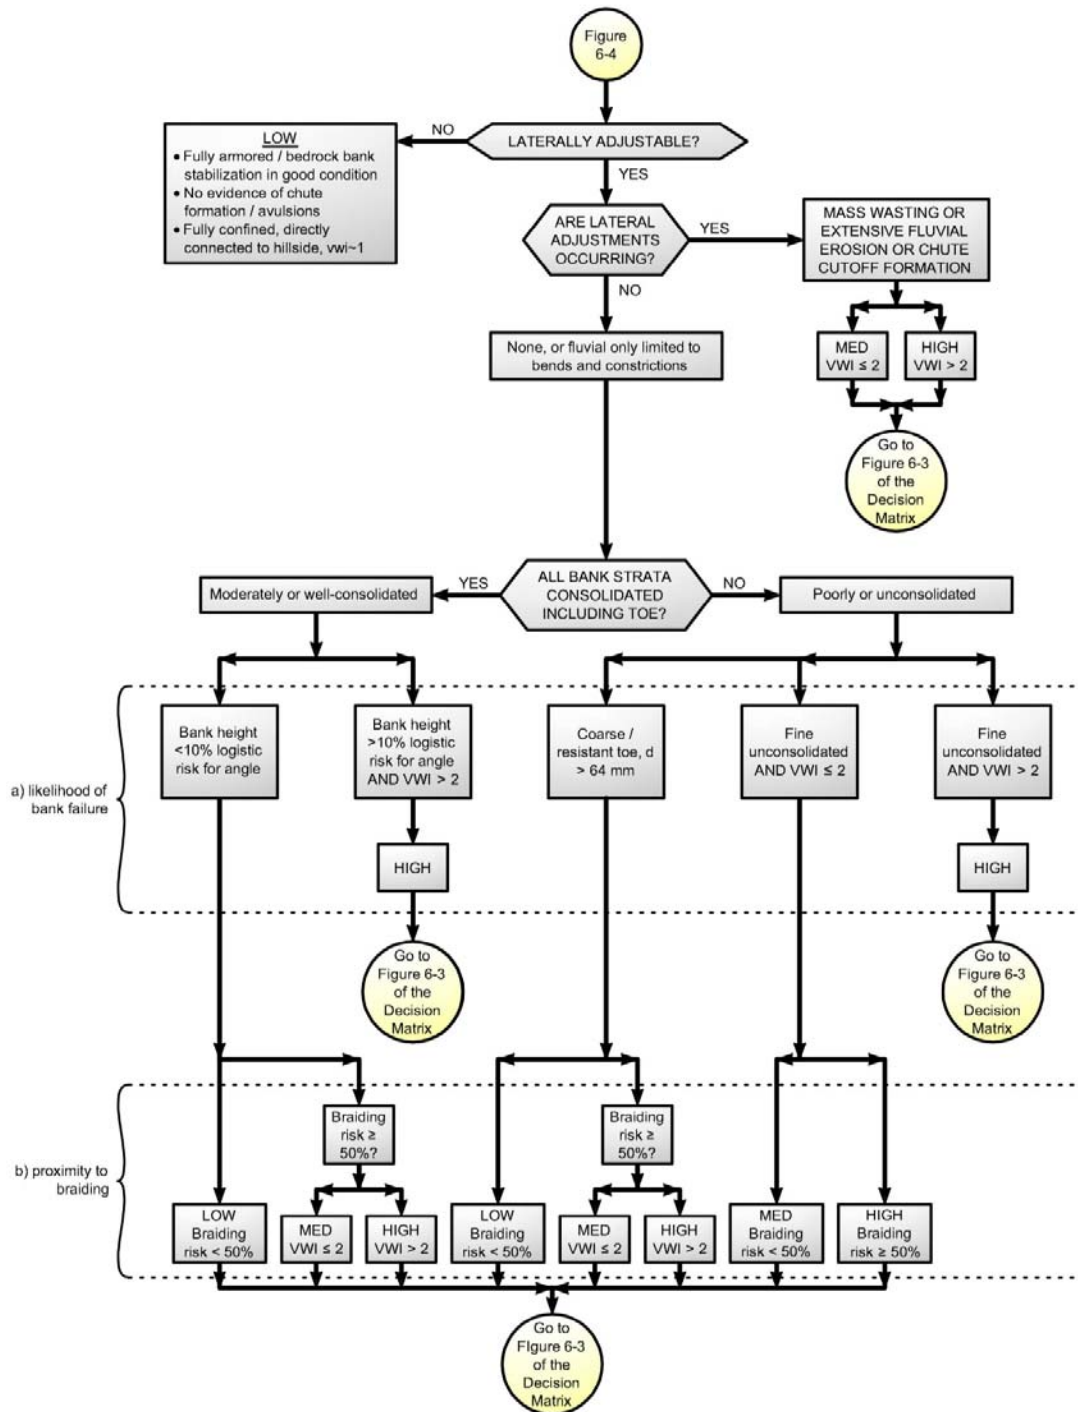 Figure
6-4
LATERALLY ADJUSTABLE?
NO
LOW
• Fully armored / bedrock bank
stabilization in good condition
• No evidence of chute
formation / avulsions
• Fully confined, directly
connected to hillside, vwi~1
YES
ARE LATERAL
ADJUSTMENTS
OCCURRING?
YES
MASS WASTING OR
EXTENSIVE FLUVIAL
EROSION OR CHUTE
CUTOFF FORMATION
MED
VWI ≤ 2
HIGH
VWI > 2
Go to
Figure 6-3
of the
Decision
Matrix
NO
None, or fluvial only limited to
bends and constrictions
ALL BANK STRATA
CONSOLIDATED
INCLUDING TOE?
YES
Moderately or well-consolidated
NO
Poorly or unconsolidated
a) likelihood of
bank failure
Bank height
<10% logistic
risk for angle
Bank height
>10% logistic
risk for angle
AND VWI > 2
Coarse /
resistant toe, d
> 64 mm
Fine
unconsolidated
AND VWI ≤ 2
Fine
unconsolidated
AND VWI > 2
HIGH
HIGH
Go to
Figure 6-3
of the
Decision
Matrix
Go to
Figure 6-3
of the
Decision
Matrix
b) proximity to
braiding
Braiding
risk ≥
50%?
Braiding
risk ≥
50%?
LOW
Braiding
risk < 50%
MED
VWI ≤ 2
HIGH
VWI > 2
LOW
Braiding
risk < 50%
MED
VWI ≤ 2
HIGH
VWI > 2
MED
Braiding
risk < 50%
HIGH
Braiding
risk ≥ 50%
Go to
FIgure 6-3
of the
Decision
Matrix